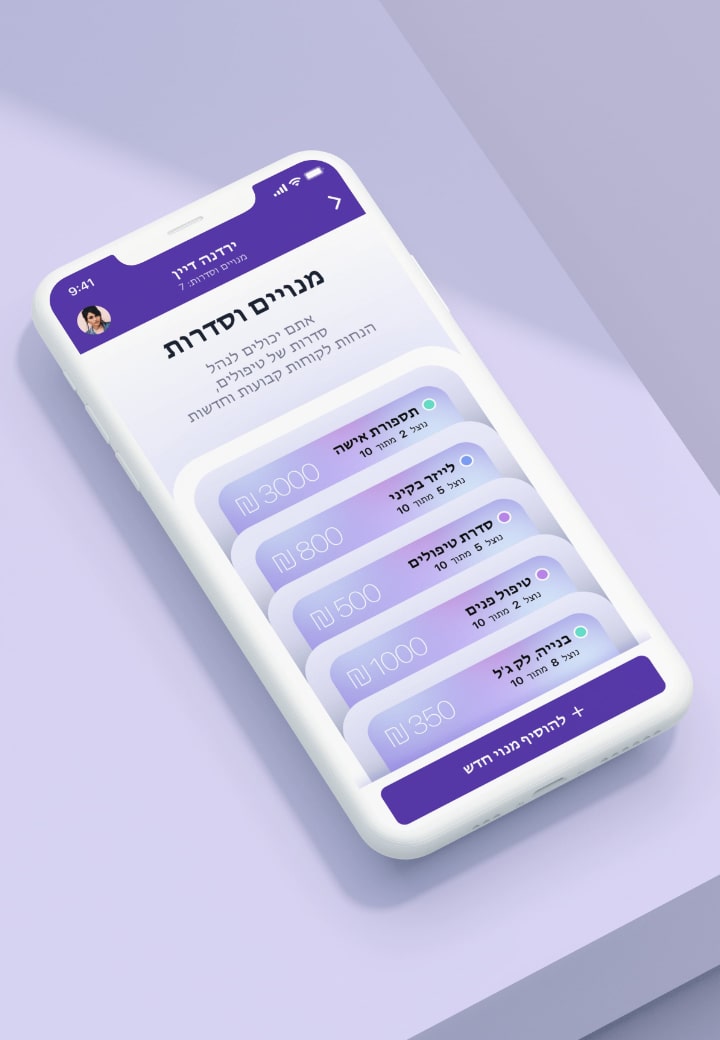 9:41
ירדנה דיין
מנויים וסדרות: 7
מנויים וסדרות
אתם יכולים לנהל
סדרות של טיפולים,
הנחות לקוחות קבועות וחדשות
תספורת אישה
נוצל 2 מתוך 10
₪ 3000
לייזר בקיני
נוצל 5 מתוך 10
₪ 800
סדרת טיפולים
נוצל 5 מתוך 10
₪ 500
טיפול פנים
נוצל 2 מתוך 10
₪ 1000
בנייה, לק ג'ל
נוצל 8 מתוך 10
₪ 350
+ להוסיף מנוי חדש